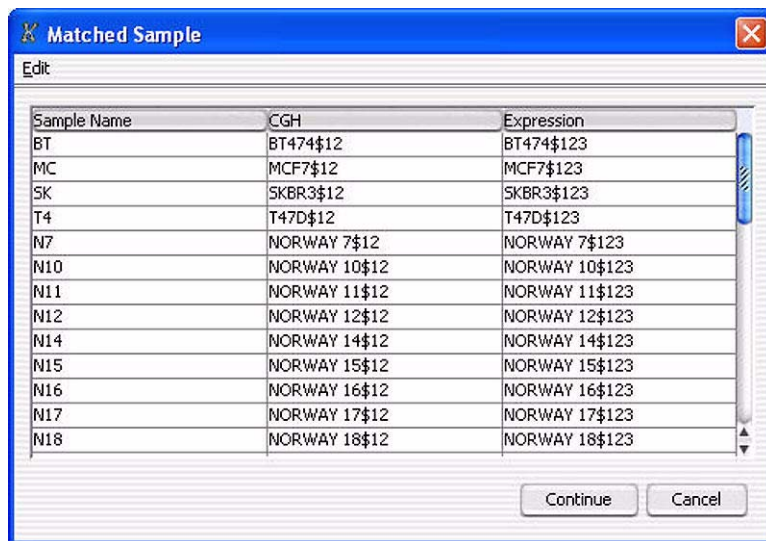 Matched Sample
Edit
Sample Name CGH Expression
BT BT474$12 BT474$123
MC MCF7$12 MCF7$123
SK SKBR3$12 SKBR3$123
T4 T47D$12 T47D$123
N7 NORWAY 7$12 NORWAY 7$123
N10 NORWAY 10$12 NORWAY 10$123
N11 NORWAY 11$12 NORWAY 11$123
N12 NORWAY 12$12 NORWAY 12$123
N14 NORWAY 14$12 NORWAY 14$123
N15 NORWAY 15$12 NORWAY 15$123
N16 NORWAY 16$12 NORWAY 16$123
N17 NORWAY 17$12 NORWAY 17$123
N18 NORWAY 18$12 NORWAY 18$123
Continue Cancel